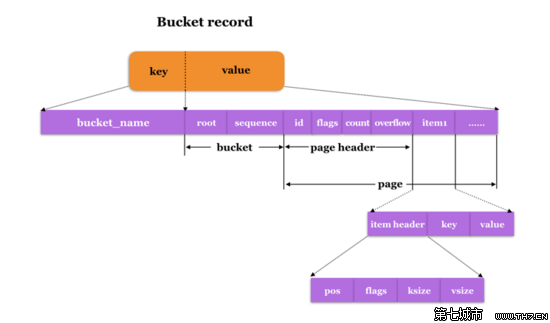 Bucket record
key value
bucket_name root sequence id flags count overflow item1 ......
bucket page header
page
item header key value
pos flags ksize vsize
第七城市 WWW.TH7.CN